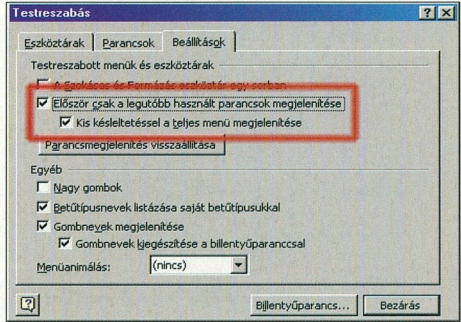 Testreszabás
Eszköztárak Parancsok Beállítások
Testreszabott menük és eszköztárak
A Szokásos és Formázás eszköztár egy sorban
Először csak a legutóbb használt parancsok megjelenítése
Kis késleltetéssel a teljes menü megjelenítése
Parancsmegjelenítés visszaállítása
Egyéb
Nagy gombok
Betűtípusnevek listázása saját betűtípusukkal
Gombnevek megjelenítése
Gombnevek kiegészítése a billentyűparanccsal
Menüanimálás: (nincs)
Billentyűparancs... Bezárás